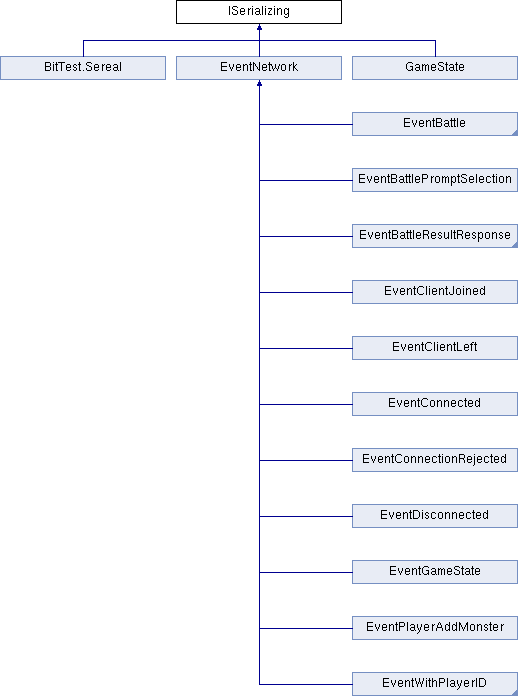 ISerializing
BitTest.Sereal
EventNetwork
GameState
EventBattle
EventBattlePromptSelection
EventBattleResultResponse
EventClientJoined
EventClientLeft
EventConnected
EventConnectionRejected
EventDisconnected
EventGameState
EventPlayerAddMonster
EventWithPlayerID